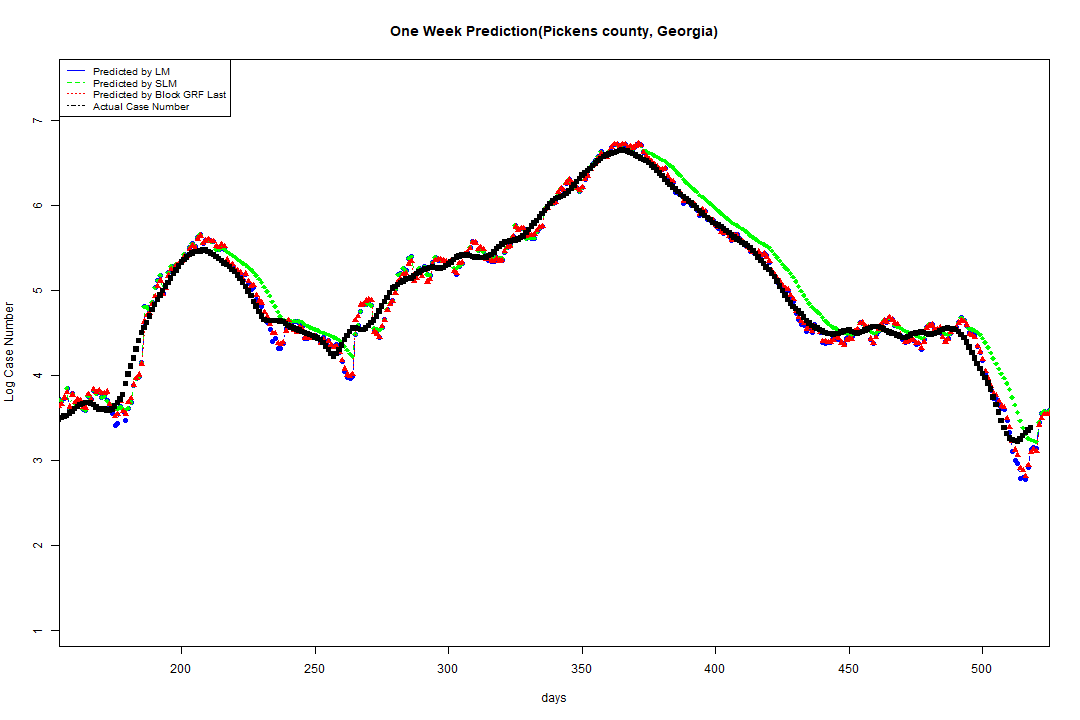 One Week Prediction(Pickens county, Georgia)
Predicted by LM
Predicted by SLM
Predicted by Block GRF Last
Actual Case Number
Log Case Number
7
6
5
4
3
2
1
200 250 300 350 400 450 500
days